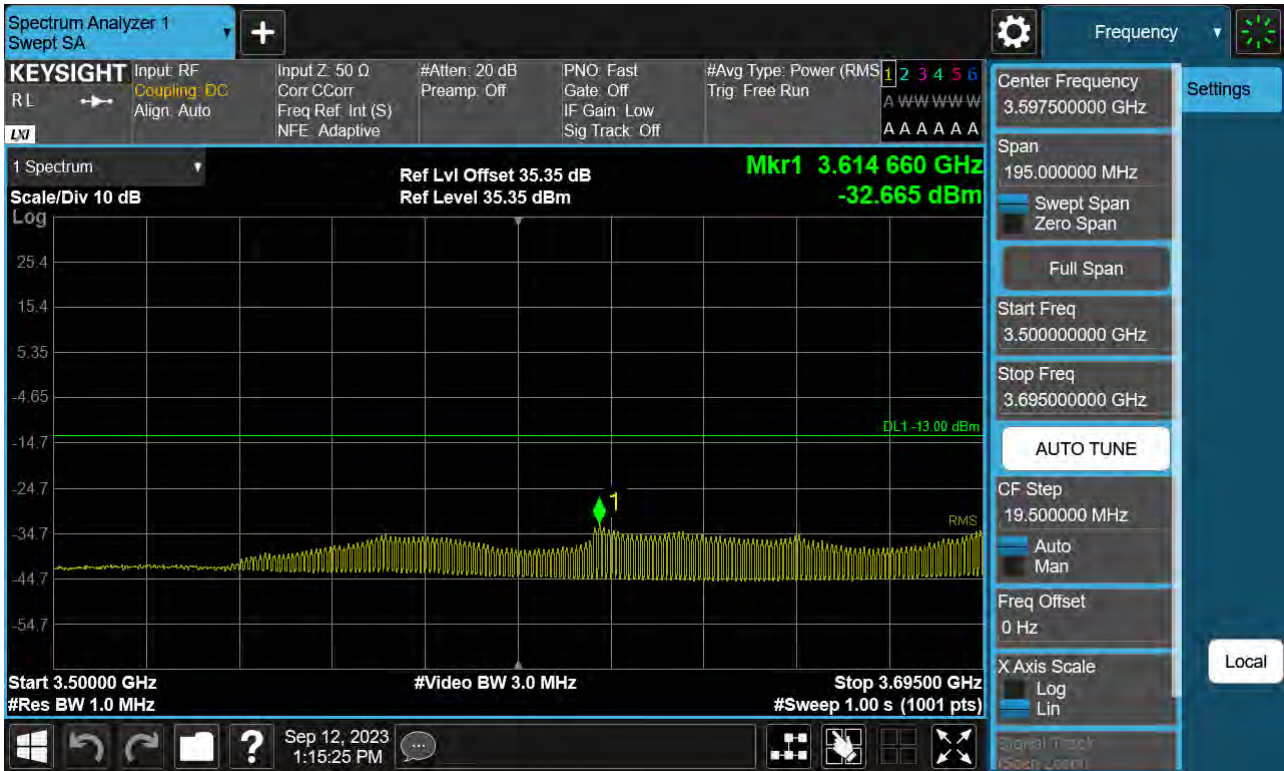 Spectrum Analyzer 1
Swept SA
+
Frequency
KEYSIGHT
RL
LXI
Input: RF
Coupling: DC
Align: Auto
Input Z: 50 Ω
Corr CCorr
Freq Ref: Int (S)
NFE: Adaptive
#Atten: 20 dB
Preamp: Off
PNO: Fast
Gate: Off
IF Gain: Low
Sig Track: Off
#Avg Type: Power (RMS
Trig: Free Run
1 2 3 4 5 6
A W W W W W
A A A A A A
1 Spectrum
Scale/Div 10 dB
Log
Ref Lvl Offset 35.35 dB
Ref Level 35.35 dBm
Mkr1 3.614 660 GHz
-32.665 dBm
25.4
15.4
5.35
-4.65
-14.7
-24.7
-34.7
-44.7
-54.7
DL1 -13.00 dBm
1
RMS
Start 3.50000 GHz
#Res BW 1.0 MHz
#Video BW 3.0 MHz
Stop 3.69500 GHz
#Sweep 1.00 s (1001 pts)
Center Frequency
3.597500000 GHz
Settings
Span
195.000000 MHz
Swept Span
Zero Span
Full Span
Start Freq
3.500000000 GHz
Stop Freq
3.695000000 GHz
AUTO TUNE
CF Step
19.500000 MHz
Auto
Man
Freq Offset
0 Hz
X Axis Scale
Log
Lin
Signal Track
(Span Zoom)
Local
?
Sep 12, 2023
1:15:25 PM